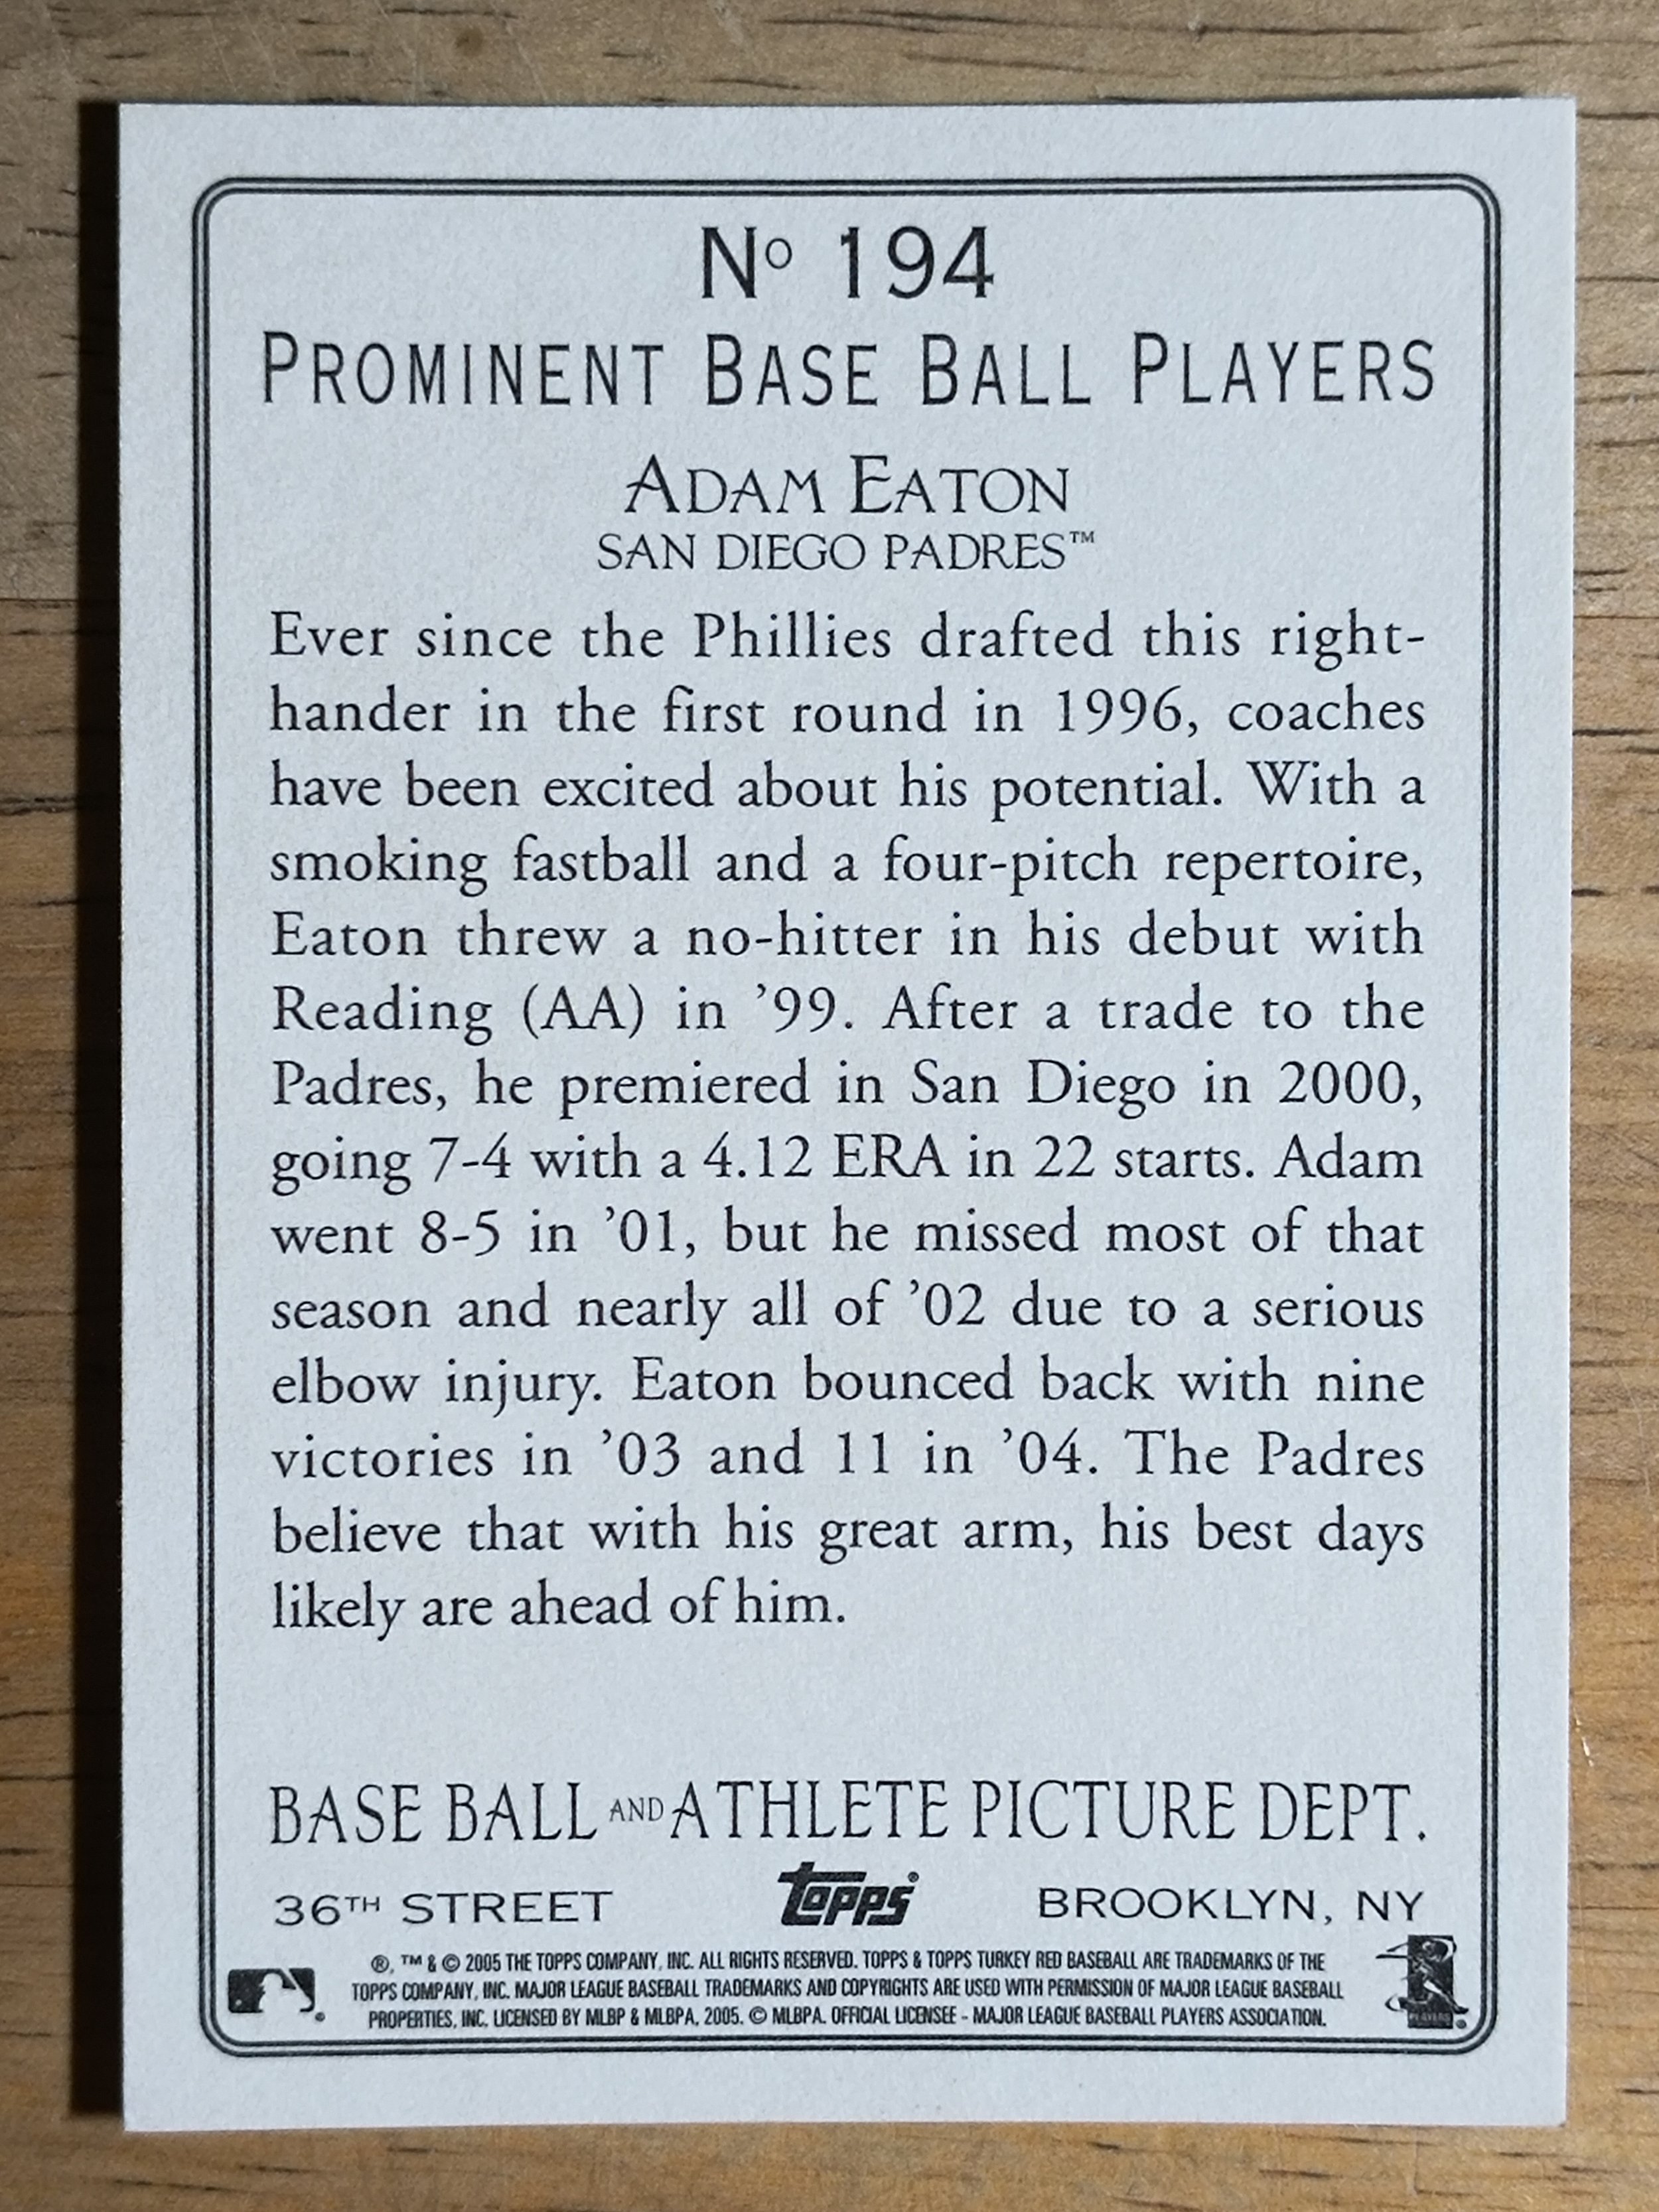 Nº 194
PROMINENT BASE BALL PLAYERS
ADAM EATON
SAN DIEGO PADRES™
Ever since the Phillies drafted this right-
hander in the first round in 1996, coaches
have been excited about his potential. With a
smoking fastball and a four-pitch repertoire,
Eaton threw a no-hitter in his debut with
Reading (AA) in ’99. After a trade to the
Padres, he premiered in San Diego in 2000,
going 7-4 with a 4.12 ERA in 22 starts. Adam
went 8-5 in ’01, but he missed most of that
season and nearly all of ’02 due to a serious
elbow injury. Eaton bounced back with nine
victories in ’03 and 11 in ’04. The Padres
believe that with his great arm, his best days
likely are ahead of him.
BASE BALL AND ATHLETE PICTURE DEPT.
36TH STREET topps® BROOKLYN, NY
®, ™ & © 2005 THE TOPPS COMPANY, INC. ALL RIGHTS RESERVED. TOPPS & TOPPS TURKEY RED BASEBALL ARE TRADEMARKS OF THE
TOPPS COMPANY, INC. MAJOR LEAGUE BASEBALL TRADEMARKS AND COPYRIGHTS ARE USED WITH PERMISSION OF MAJOR LEAGUE BASEBALL
PROPERTIES, INC. LICENSED BY MLBP & MLBPA, 2005. © MLBPA. OFFICIAL LICENSEE - MAJOR LEAGUE BASEBALL PLAYERS ASSOCIATION.
PLAYERS